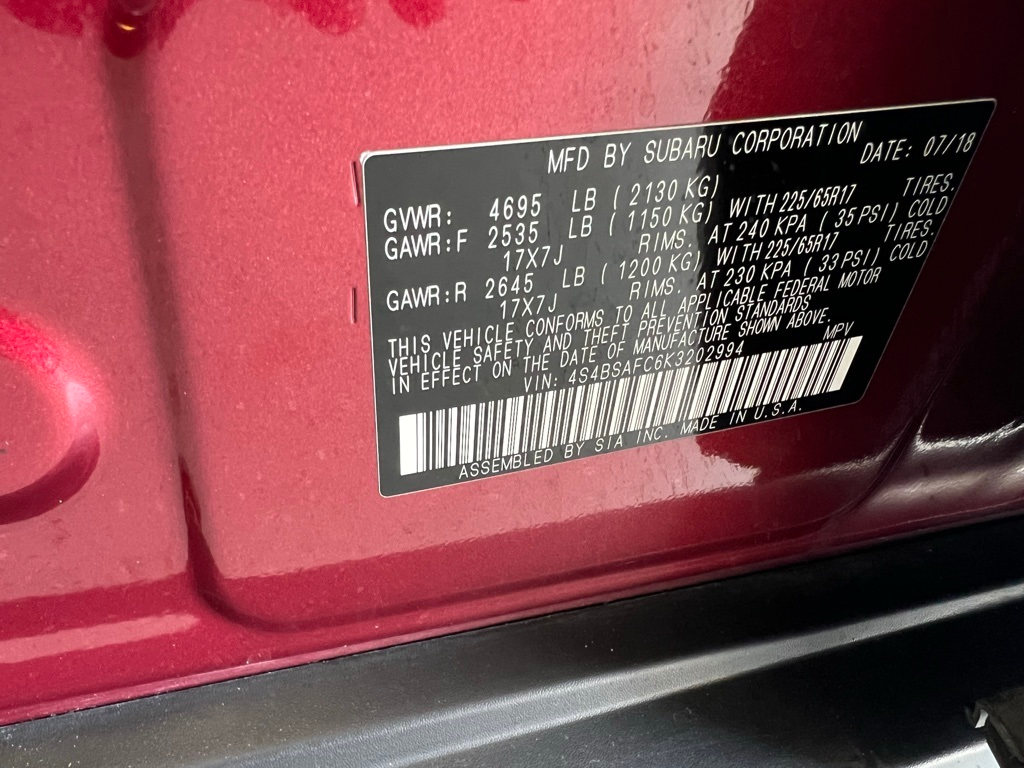 MFD BY SUBARU CORPORATION
DATE: 07/18
GVWR: 4695 LB ( 2130 KG)
GAWR:F 2535 LB ( 1150 KG) WITH 225/65R17 TIRES.
17X7J RIMS. AT 240 KPA ( 35 PSI) COLD
GAWR:R 2645 LB ( 1200 KG) WITH 225/65R17 TIRES.
17X7J RIMS. AT 230 KPA ( 33 PSI) COLD
THIS VEHICLE CONFORMS TO ALL APPLICABLE FEDERAL MOTOR
VEHICLE SAFETY AND THEFT PREVENTION STANDARDS
IN EFFECT ON THE DATE OF MANUFACTURE SHOWN ABOVE.
VIN: 4S4BSAFC6K3202994 MPV
ASSEMBLED BY SIA INC. MADE IN U.S.A.